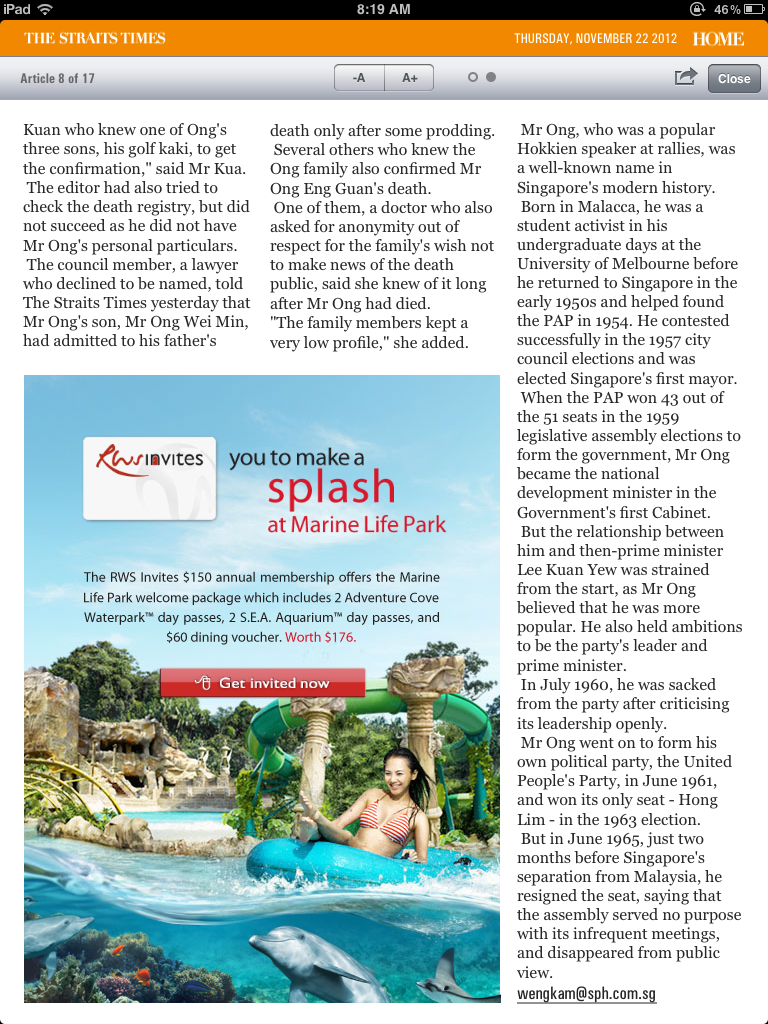 iPad 8:19 AM 46%
THE STRAITS TIMES THURSDAY, NOVEMBER 22 2012 HOME
Article 8 of 17 -A A+ Close
Kuan who knew one of Ong's
three sons, his golf kaki, to get
the confirmation," said Mr Kua.
The editor had also tried to
check the death registry, but did
not succeed as he did not have
Mr Ong's personal particulars.
The council member, a lawyer
who declined to be named, told
The Straits Times yesterday that
Mr Ong's son, Mr Ong Wei Min,
had admitted to his father's
death only after some prodding.
Several others who knew the
Ong family also confirmed Mr
Ong Eng Guan's death.
One of them, a doctor who also
asked for anonymity out of
respect for the family's wish not
to make news of the death
public, said she knew of it long
after Mr Ong had died.
"The family members kept a
very low profile," she added.
Mr Ong, who was a popular
Hokkien speaker at rallies, was
a well-known name in
Singapore's modern history.
Born in Malacca, he was a
student activist in his
undergraduate days at the
University of Melbourne before
he returned to Singapore in the
early 1950s and helped found
the PAP in 1954. He contested
successfully in the 1957 city
council elections and was
elected Singapore's first mayor.
When the PAP won 43 out of
the 51 seats in the 1959
legislative assembly elections to
form the government, Mr Ong
became the national
development minister in the
Government's first Cabinet.
But the relationship between
him and then-prime minister
Lee Kuan Yew was strained
from the start, as Mr Ong
believed that he was more
popular. He also held ambitions
to be the party's leader and
prime minister.
In July 1960, he was sacked
from the party after criticising
its leadership openly.
Mr Ong went on to form his
own political party, the United
People's Party, in June 1961,
and won its only seat - Hong
Lim - in the 1963 election.
But in June 1965, just two
months before Singapore's
separation from Malaysia, he
resigned the seat, saying that
the assembly served no purpose
with its infrequent meetings,
and disappeared from public
view.
wengkam@sph.com.sg
RWS INVITES you to make a
splash
at Marine Life Park
The RWS Invites $150 annual membership offers the Marine
Life Park welcome package which includes 2 Adventure Cove
Waterpark™ day passes, 2 S.E.A. Aquarium™ day passes, and
$60 dining voucher. Worth $176.
Get invited now